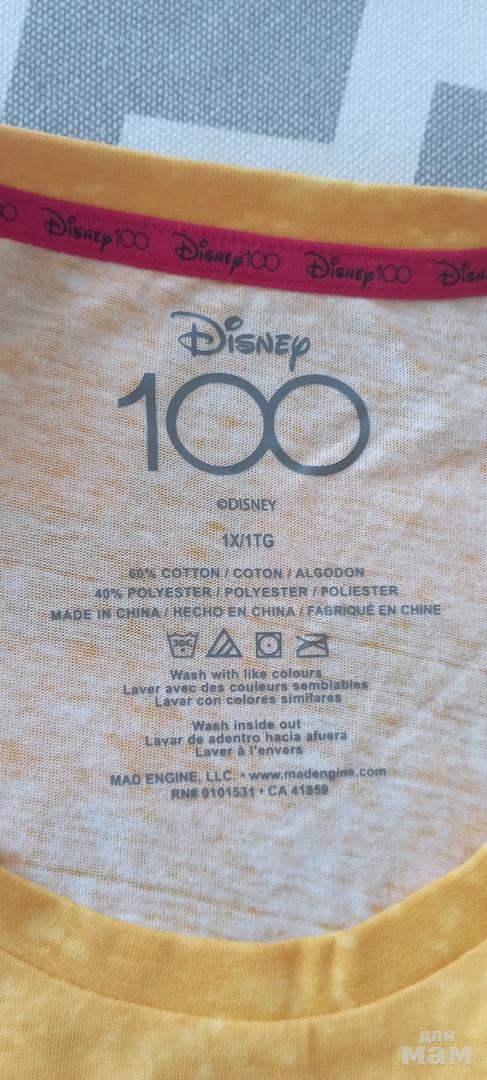 Disney100 Disney100 Disney100 Disn
Disney
100
©DISNEY
1X/1TG
60% COTTON / COTON / ALGODON
40% POLYESTER / POLYESTER / POLIESTER
MADE IN CHINA / HECHO EN CHINA / FABRIQUÉ EN CHINE
30C
Wash with like colours
Laver avec des couleurs semblables
Lavar con colores similares
Wash inside out
Lavar de adentro hacia afuera
Laver à l'envers
MAD ENGINE, LLC. • www.madengine.com
RN# 0101531 • CA 41859
для
мам